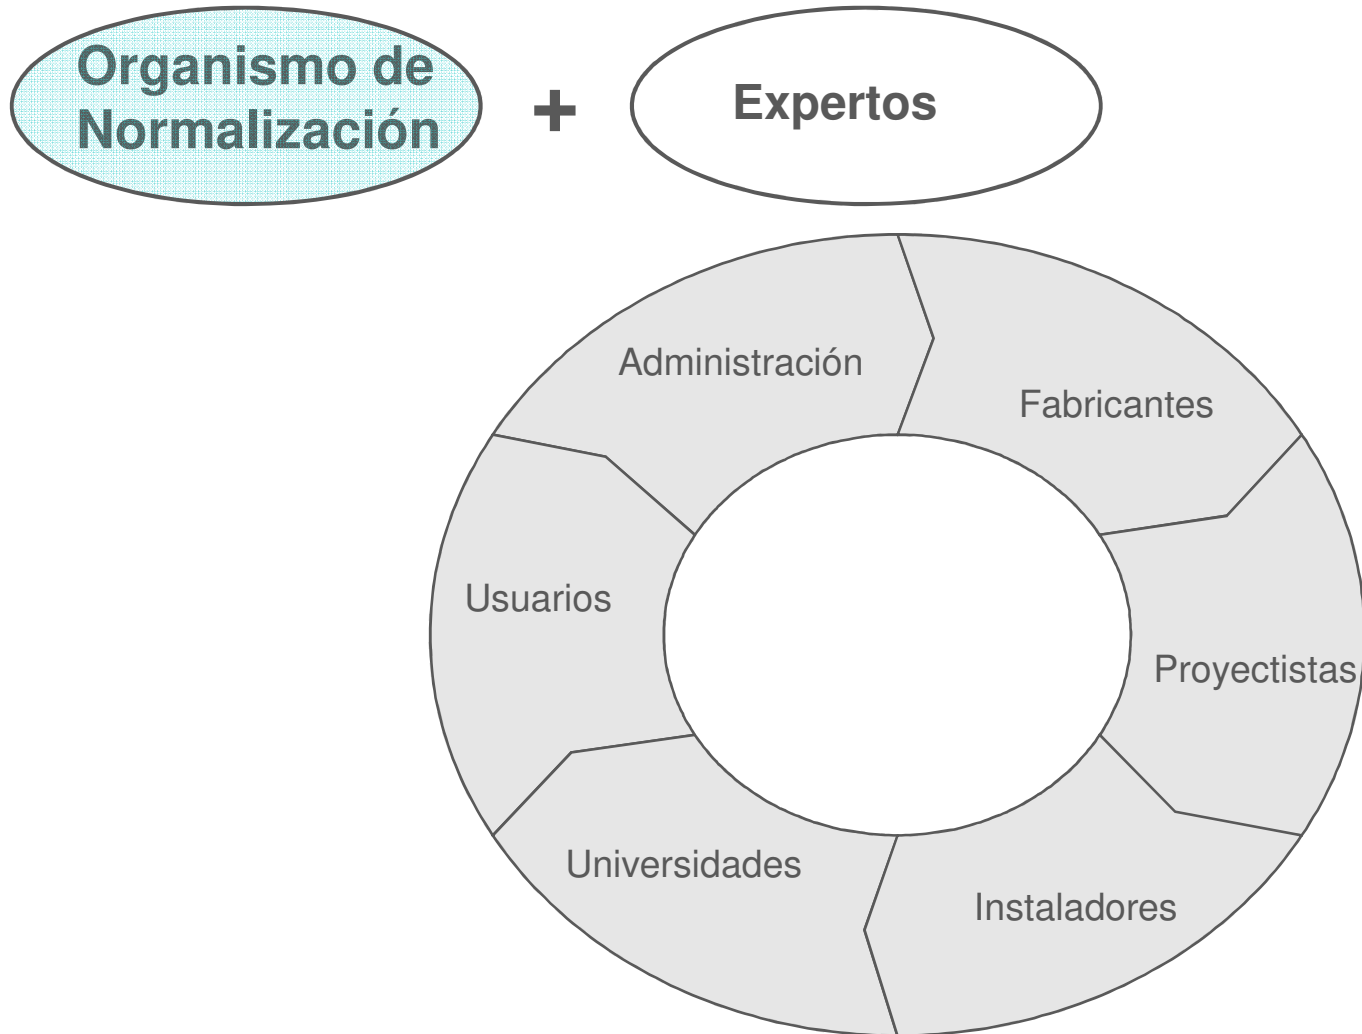 Organismo de
Normalización
+
Expertos
Administración
Fabricantes
Usuarios
Proyectistas
Universidades
Instaladores